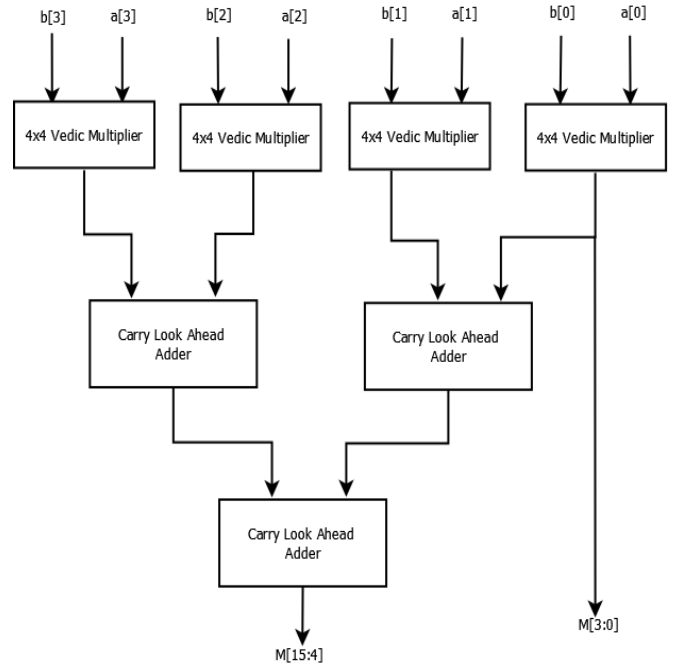 b[3] a[3] b[2] a[2] b[1] a[1] b[0] a[0]
4x4 Vedic Multiplier 4x4 Vedic Multiplier 4x4 Vedic Multiplier 4x4 Vedic Multiplier
Carry Look Ahead
Adder
Carry Look Ahead
Adder
Carry Look Ahead
Adder
M[3:0]
M[15:4]